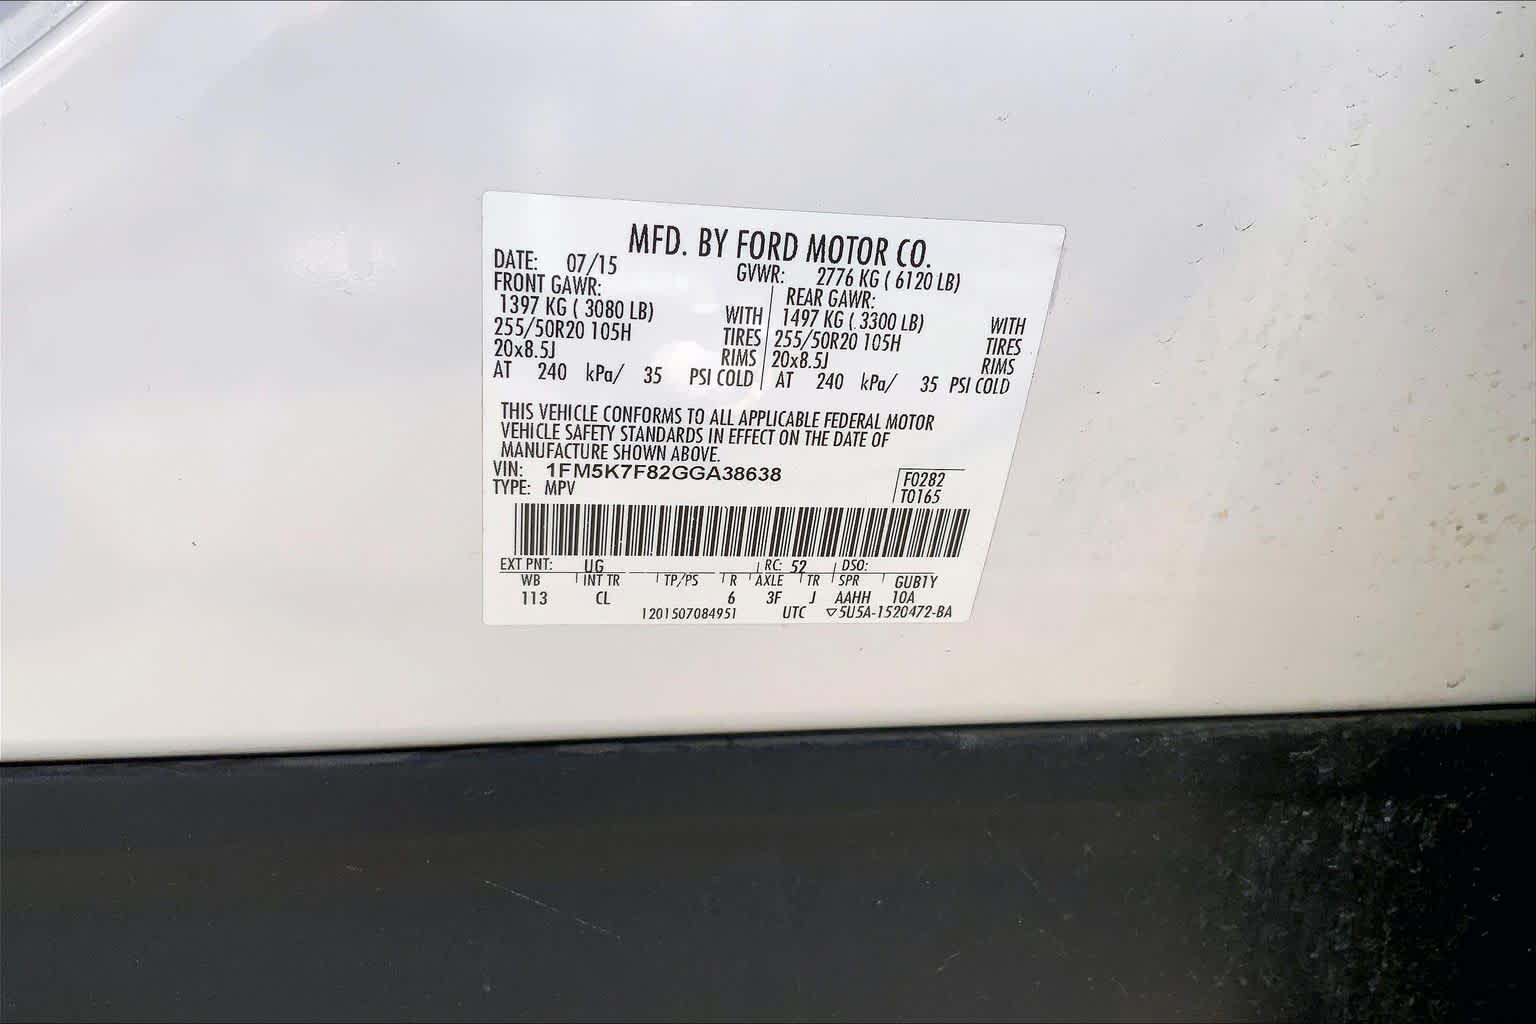 MFD. BY FORD MOTOR CO.
DATE: 07/15 GVWR: 2776 KG ( 6120 LB)
FRONT GAWR: REAR GAWR:
1397 KG ( 3080 LB) WITH 1497 KG ( 3300 LB) WITH
255/50R20 105H TIRES 255/50R20 105H TIRES
20x8.5J RIMS 20x8.5J RIMS
AT 240 kPa/ 35 PSI COLD AT 240 kPa/ 35 PSI COLD
THIS VEHICLE CONFORMS TO ALL APPLICABLE FEDERAL MOTOR
VEHICLE SAFETY STANDARDS IN EFFECT ON THE DATE OF
MANUFACTURE SHOWN ABOVE.
VIN: 1FM5K7F82GGA38638 F0282
TYPE: MPV T0165
EXT PNT: UG RC: 52 DSO:
WB INT TR TP/PS R AXLE TR SPR GUB1Y
113 CL 6 3F J AAHH 10A
1201507084951 UTC ▽5U5A-1520472-BA